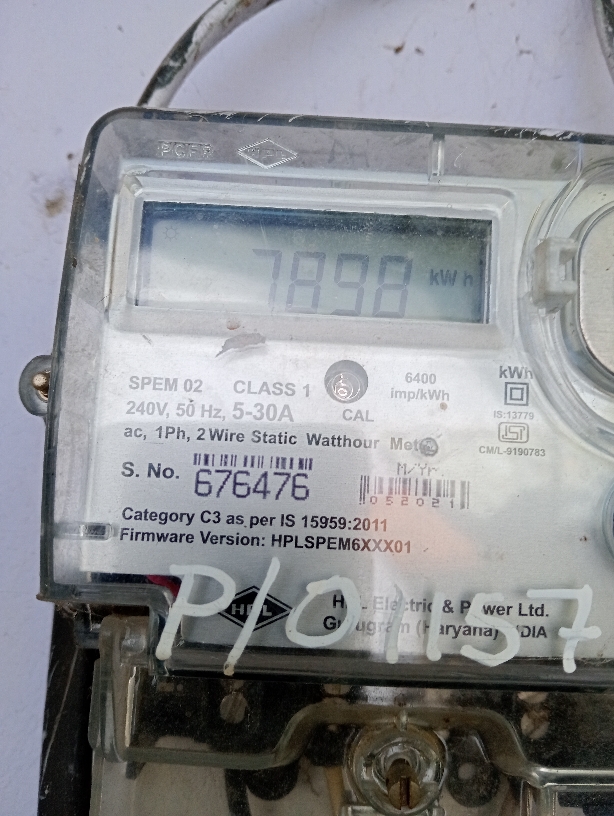 HPL
7898 kWh
SPEM 02 CLASS 1 6400 imp/kWh kWh
240V, 50 Hz, 5-30A CAL IS:13779
ac, 1Ph, 2 Wire Static Watthour Meter CM/L-9190783
M/Yr.
S. No. 676476 052021
Category C3 as per IS 15959:2011
Firmware Version: HPLSPEM6XXX01
HPL HPL Electric & Power Ltd.
Gurugram (Haryana) INDIA
P/01157